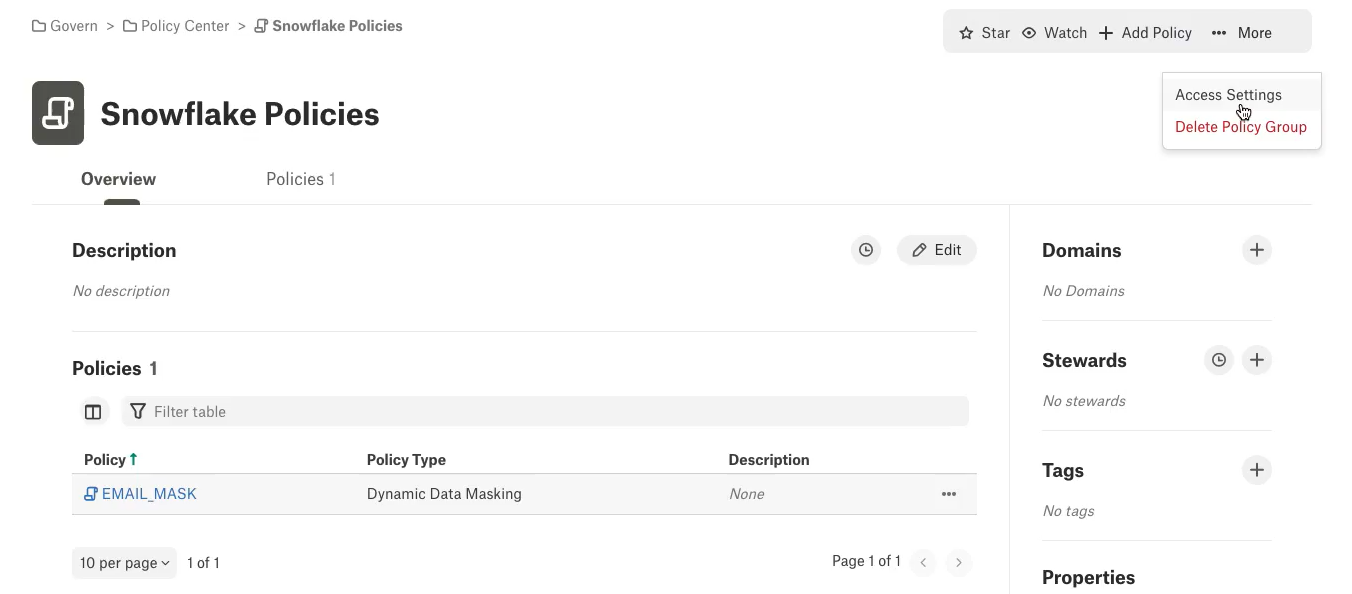 Govern > Policy Center > Snowflake Policies
Star Watch Add Policy More
Access Settings
Delete Policy Group
Snowflake Policies
Overview Policies 1
Description Edit
No description
Policies 1
Filter table
Policy Policy Type Description
EMAIL_MASK Dynamic Data Masking None
10 per page 1 of 1 Page 1 of 1
Domains
No Domains
Stewards
No stewards
Tags
No tags
Properties